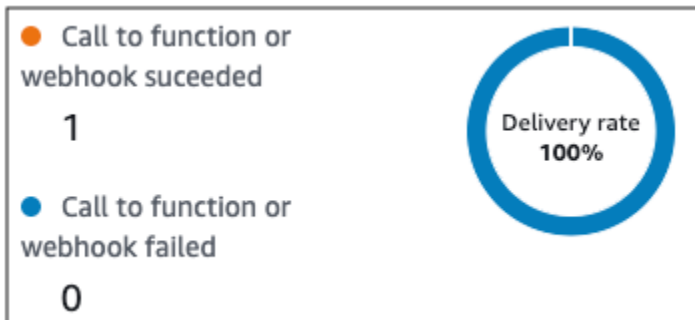 Call to function or
webhook suceeded
1
Call to function or
webhook failed
0
Delivery rate
100%